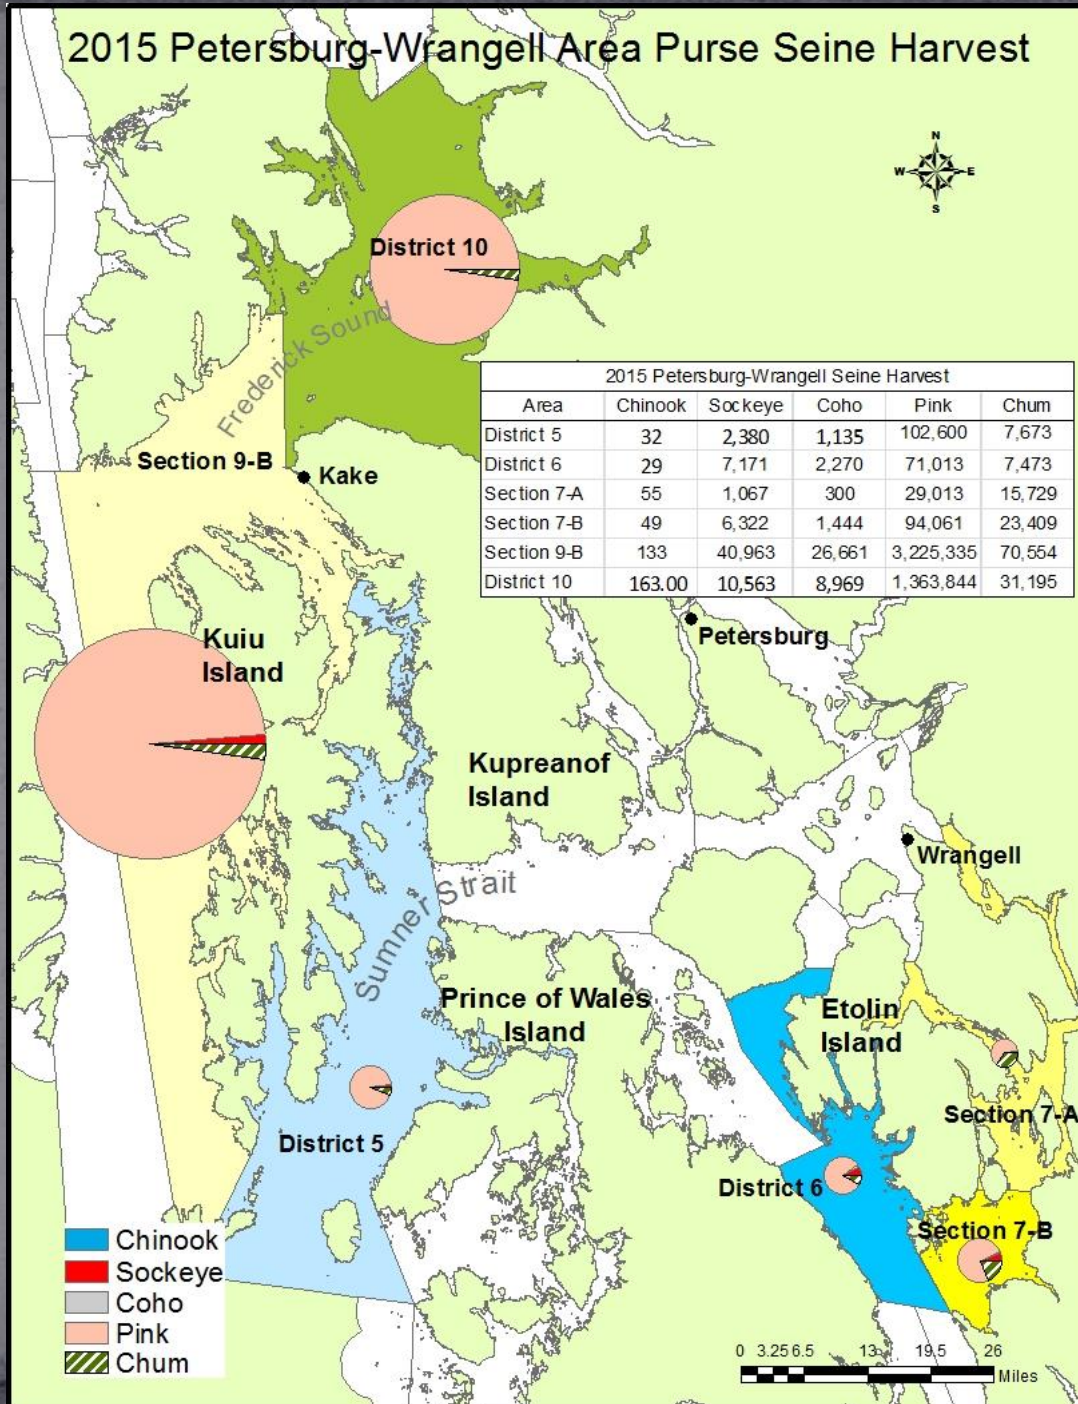 2015 Petersburg-Wrangell Area Purse Seine Harvest
N
W E
S
District 10
Frederick Sound
2015 Petersburg-Wrangell Seine Harvest
Area Chinook Sockeye Coho Pink Chum
District 5 32 2,380 1,135 102,600 7,673
District 6 29 7,171 2,270 71,013 7,473
Section 7-A 55 1,067 300 29,013 15,729
Section 7-B 49 6,322 1,444 94,061 23,409
Section 9-B 133 40,963 26,661 3,225,335 70,554
District 10 163.00 10,563 8,969 1,363,844 31,195
Section 9-B
Kake
Petersburg
Kuiu
Island
Kupreanof
Island
Wrangell
Sumner Strait
Prince of Wales
Island
Etolin
Island
Section 7-A
District 5
District 6
Section 7-B
Chinook
Sockeye
Coho
Pink
Chum
0 3.25 6.5 13 19.5 26
Miles